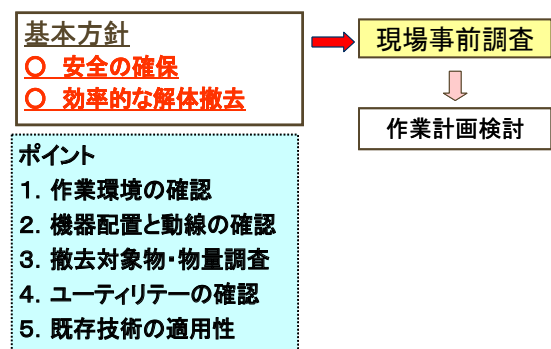 基本方針
○ 安全の確保
○ 効率的な解体撤去
現場事前調査
作業計画検討
ポイント
1. 作業環境の確認
2. 機器配置と動線の確認
3. 撤去対象物・物量調査
4. ユーティリテーの確認
5. 既存技術の適用性